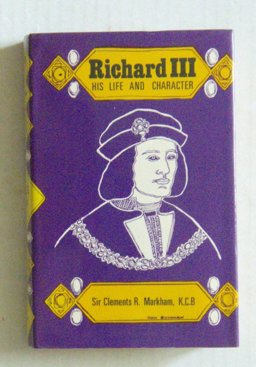 Richard III
HIS LIFE AND CHARACTER
Sir Clements R. Markham, K.C.B